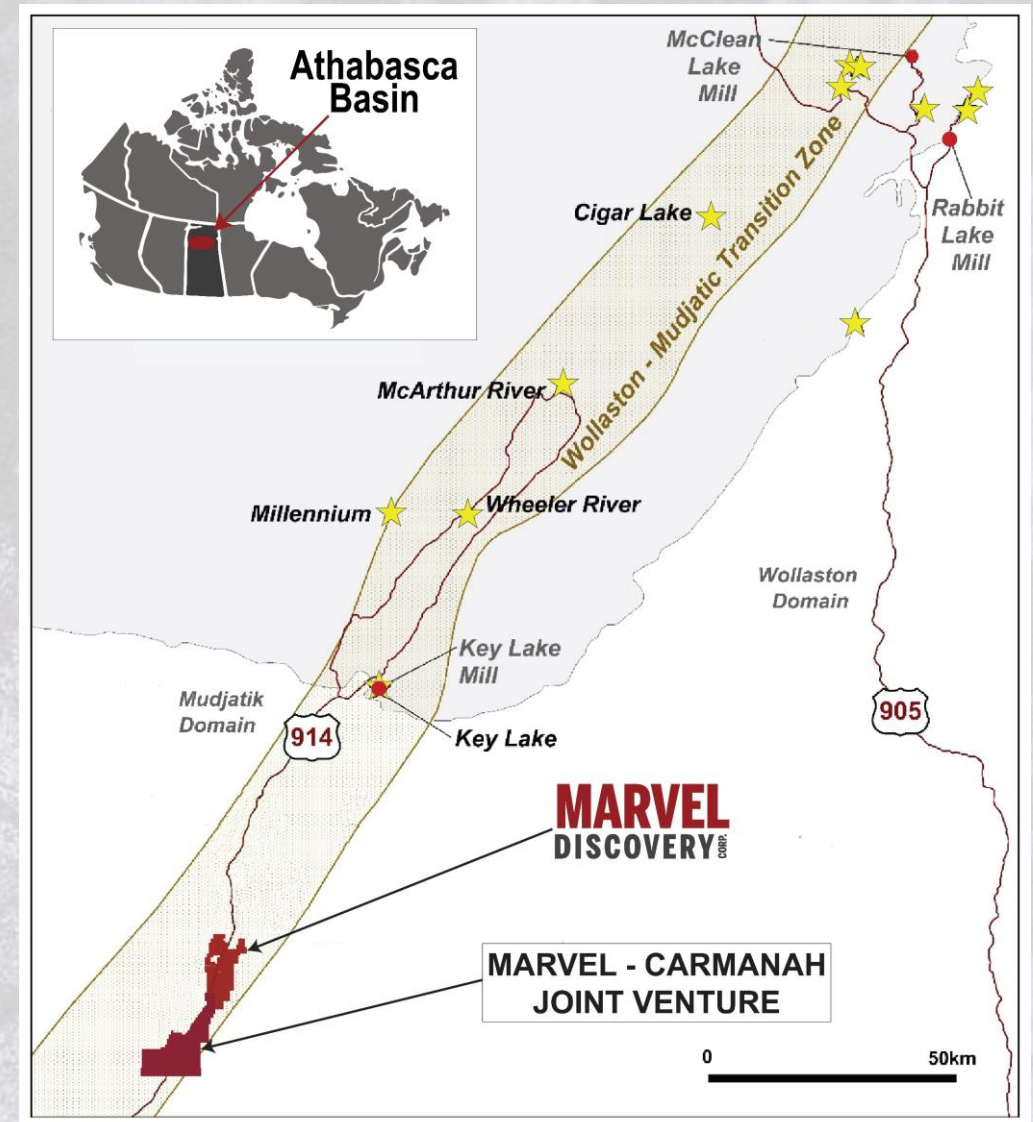 Athabasca
Basin
McClean
Lake
Mill
Rabbit
Lake
Mill
Cigar Lake
Wollaston - Mudjatic Transition Zone
McArthur River
Millennium
Wheeler River
Wollaston
Domain
Key Lake
Mill
Mudjatik
Domain
914
905
Key Lake
MARVEL
DISCOVERY CORP.
MARVEL - CARMANAH
JOINT VENTURE
0
50km